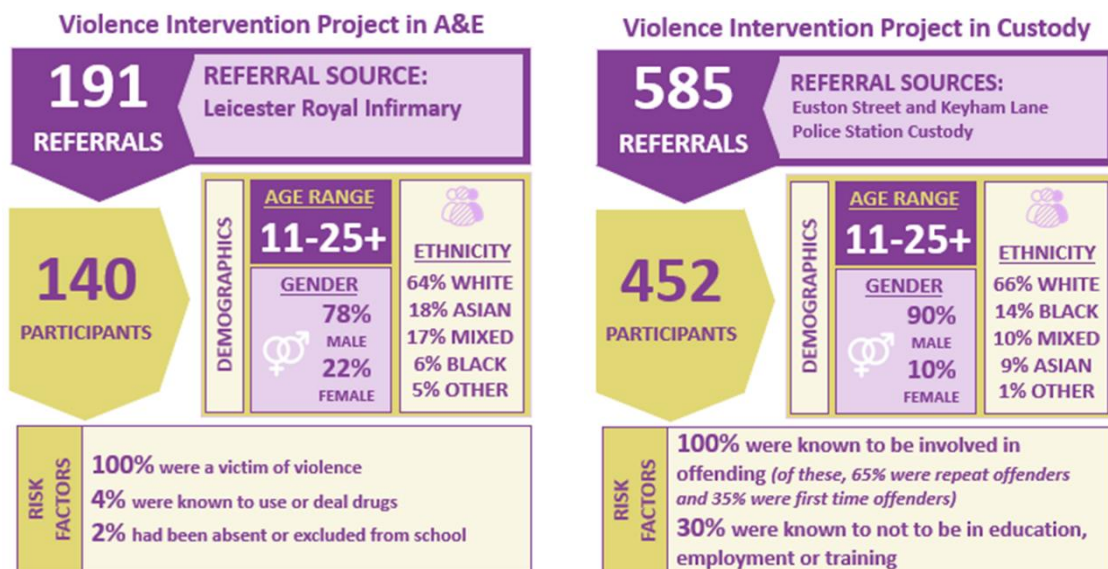 Violence Intervention Project in A&E
191
REFERRALS
REFERRAL SOURCE:
Leicester Royal Infirmary
140
PARTICIPANTS
DEMOGRAPHICS
AGE RANGE
11-25+
GENDER
78%
MALE
22%
FEMALE
ETHNICITY
64% WHITE
18% ASIAN
17% MIXED
6% BLACK
5% OTHER
RISK
FACTORS
100% were a victim of violence
4% were known to use or deal drugs
2% had been absent or excluded from school
Violence Intervention Project in Custody
585
REFERRALS
REFERRAL SOURCES:
Euston Street and Keyham Lane
Police Station Custody
452
PARTICIPANTS
DEMOGRAPHICS
AGE RANGE
11-25+
GENDER
90%
MALE
10%
FEMALE
ETHNICITY
66% WHITE
14% BLACK
10% MIXED
9% ASIAN
1% OTHER
RISK
FACTORS
100% were known to be involved in
offending (of these, 65% were repeat offenders
and 35% were first time offenders)
30% were known to not to be in education,
employment or training